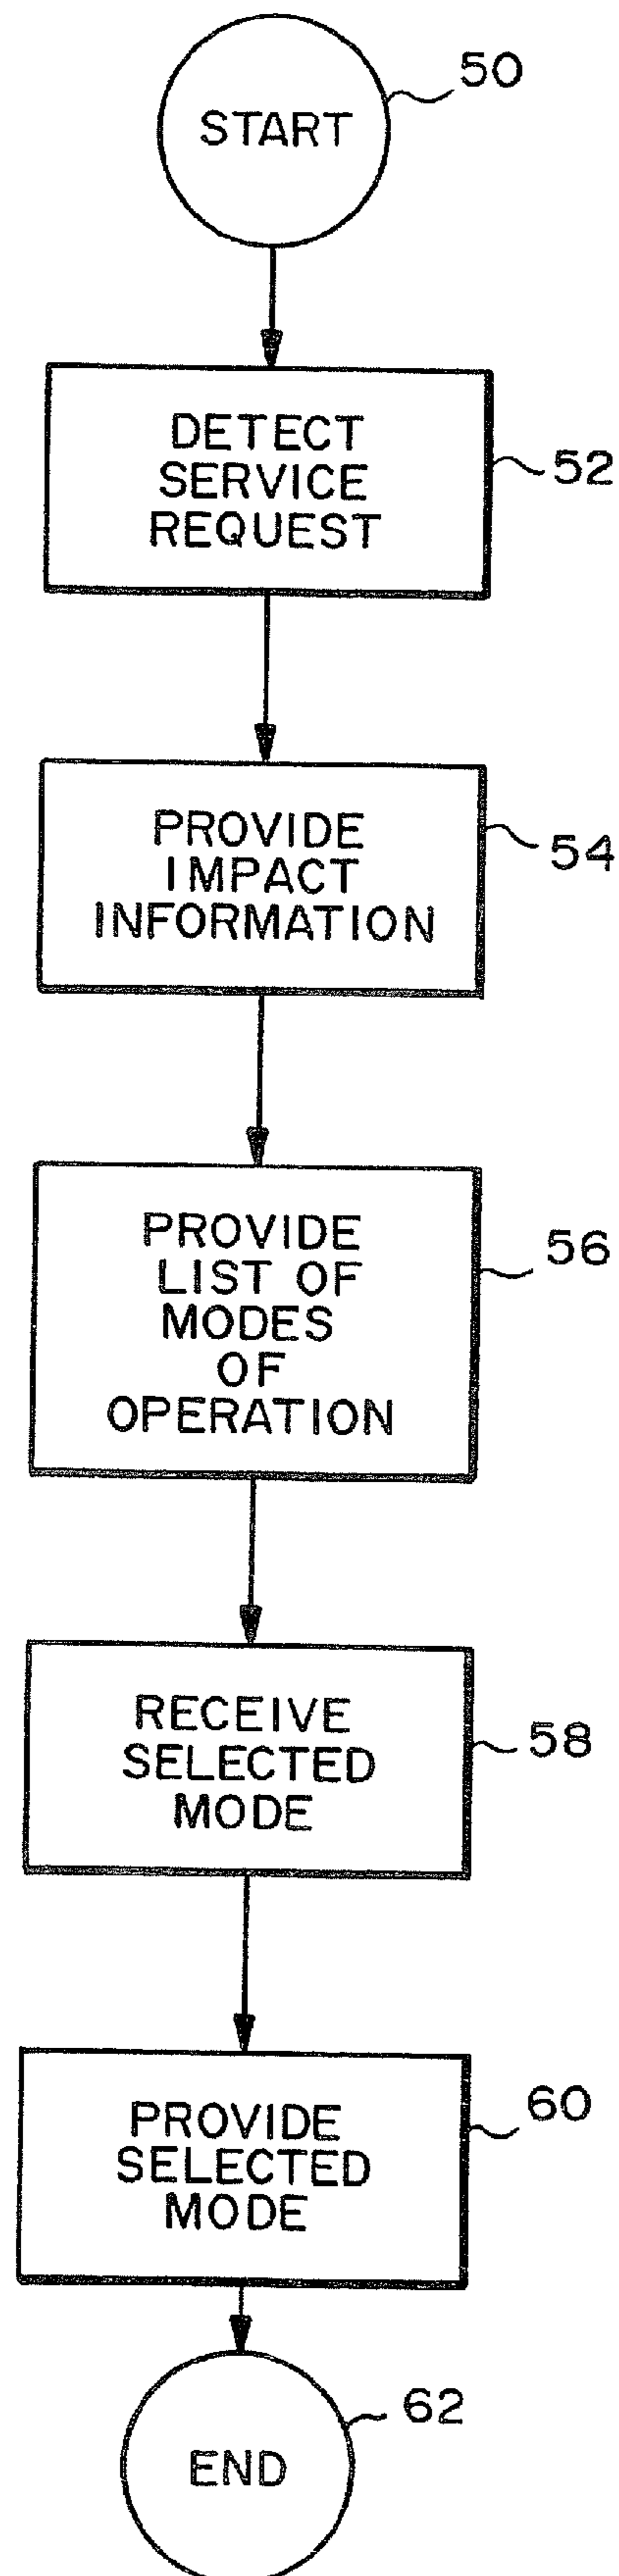 START
50
DETECT
SERVICE
REQUEST
52
PROVIDE
IMPACT
INFORMATION
54
PROVIDE
LIST OF
MODES
OF
OPERATION
56
RECEIVE
SELECTED
MODE
58
PROVIDE
SELECTED
MODE
60
END
62